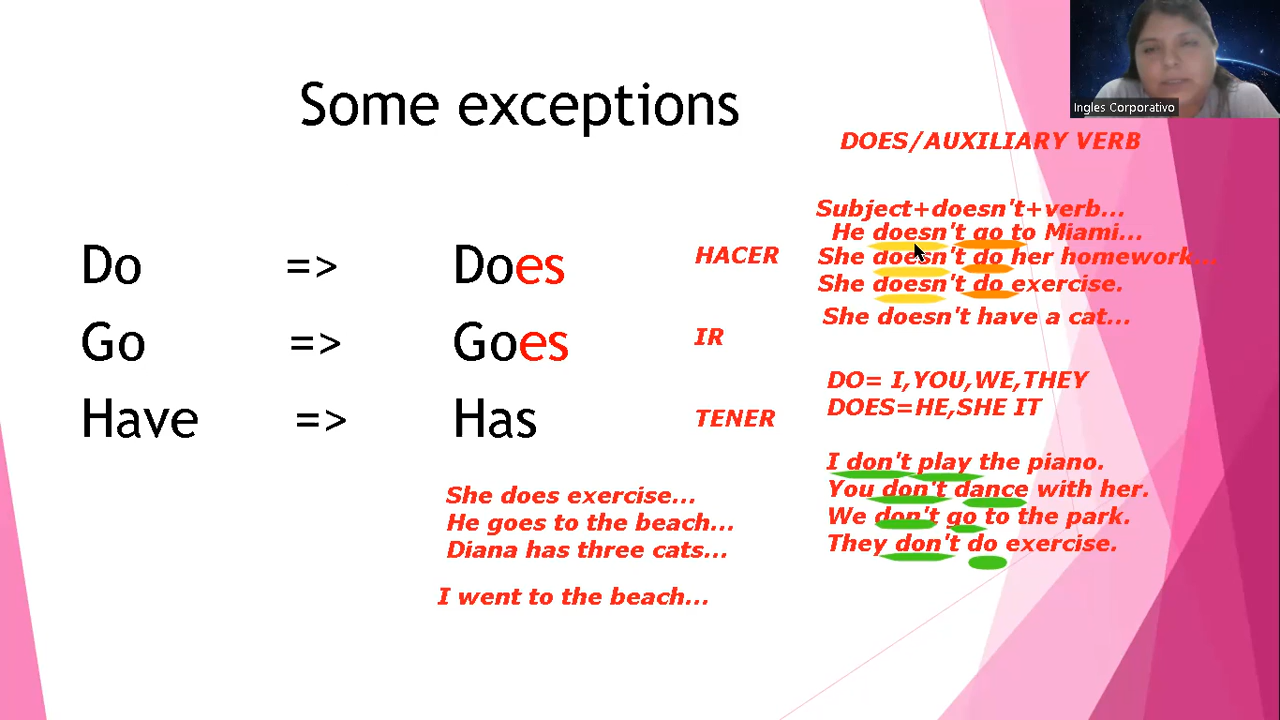 Some exceptions
Ingles Corporativo
Do => Does HACER
Go => Goes IR
Have => Has TENER
She does exercise...
He goes to the beach...
Diana has three cats...
I went to the beach...
DOES/AUXILIARY VERB
Subject+doesn't+verb...
He doesn't go to Miami...
She doesn't do her homework...
She doesn't do exercise.
She doesn't have a cat...
DO= I,YOU,WE,THEY
DOES=HE,SHE IT
I don't play the piano.
You don't dance with her.
We don't go to the park.
They don't do exercise.